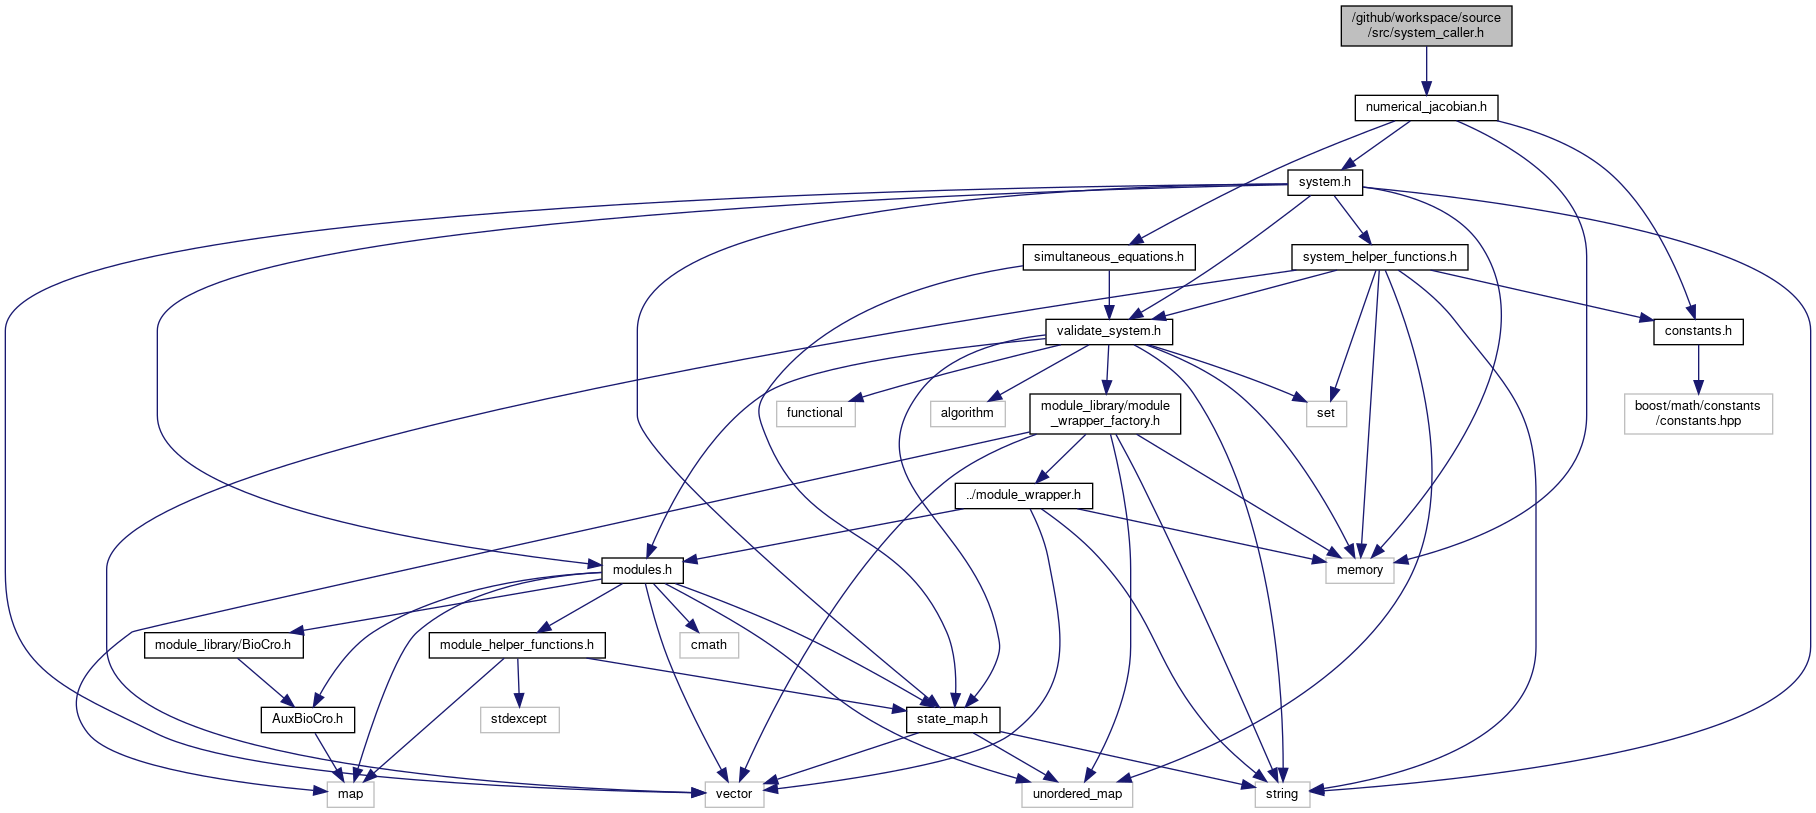 /github/workspace/source
/src/system_caller.h
numerical_jacobian.h
system.h
simultaneous_equations.h
system_helper_functions.h
validate_system.h
constants.h
functional
algorithm
module_library/module
_wrapper_factory.h
set
boost/math/constants
/constants.hpp
../module_wrapper.h
modules.h
memory
module_library/BioCro.h
module_helper_functions.h
cmath
AuxBioCro.h
stdexcept
state_map.h
map
vector
unordered_map
string